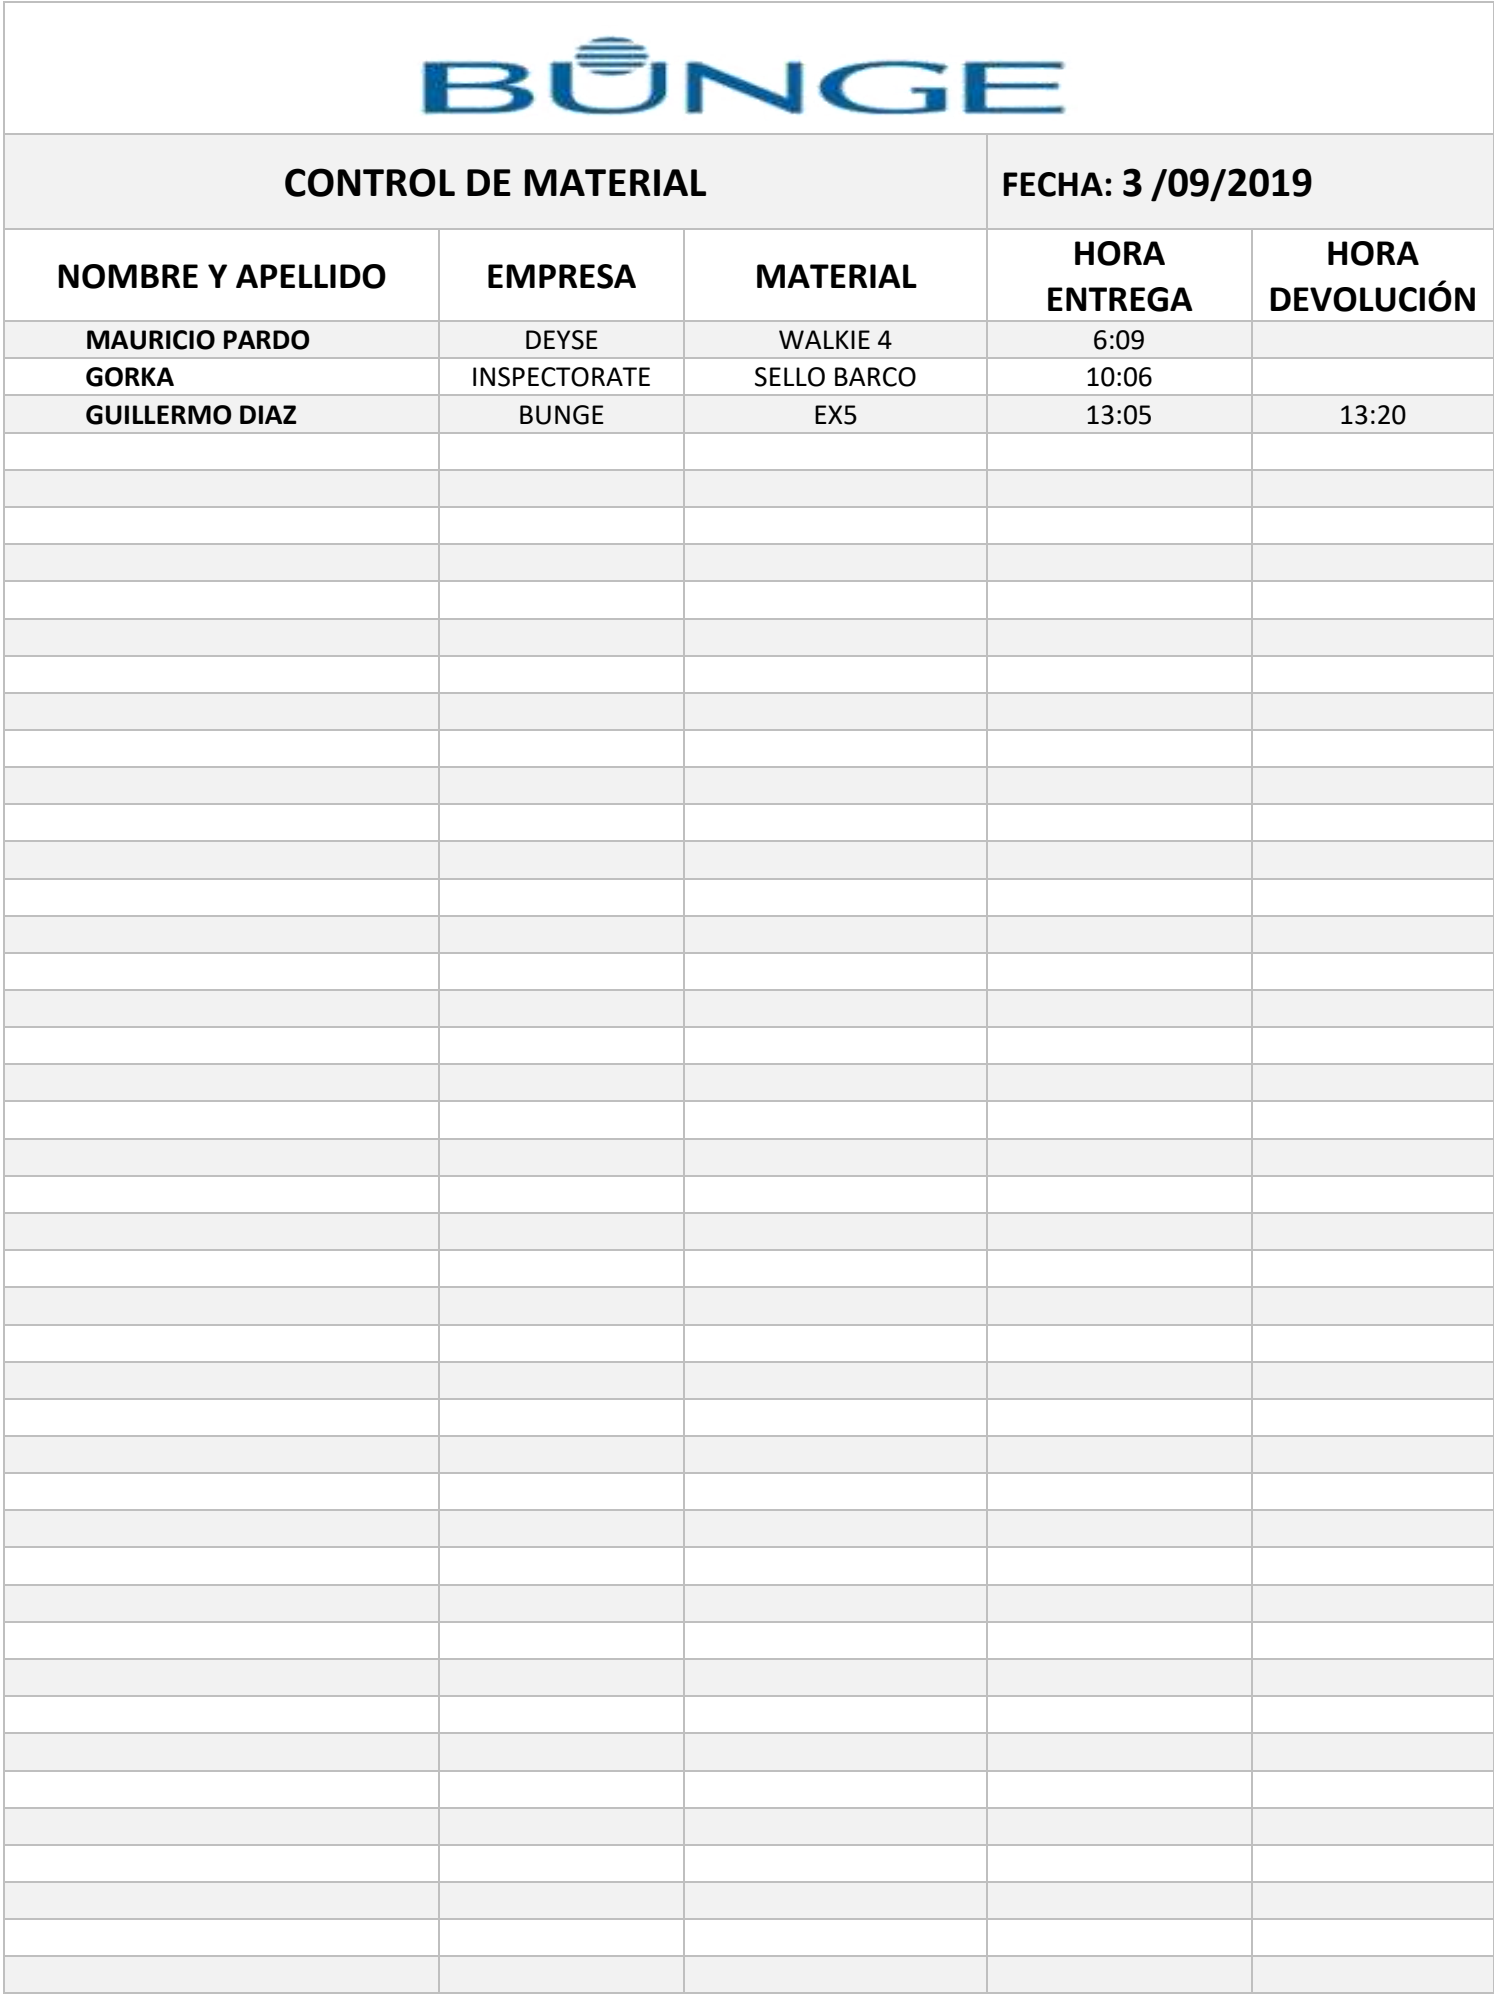 BUNGE
CONTROL DE MATERIAL FECHA: 3 /09/2019
NOMBRE Y APELLIDO EMPRESA MATERIAL HORA ENTREGA HORA DEVOLUCIÓN
MAURICIO PARDO DEYSE WALKIE 4 6:09
GORKA INSPECTORATE SELLO BARCO 10:06
GUILLERMO DIAZ BUNGE EX5 13:05 13:20